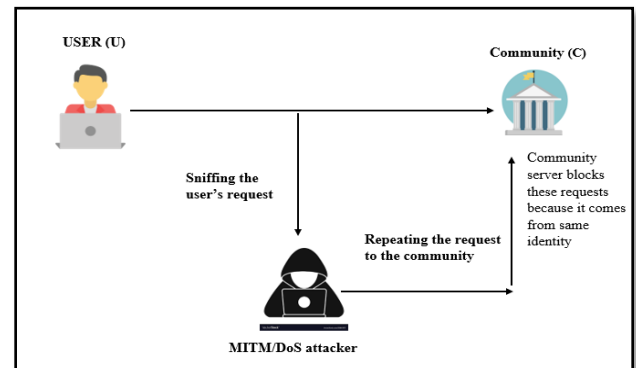 USER (U)
Community (C)
Community
server blocks
these requests
because it comes
from same
identity
Sniffing the
user's request
Repeating the request
to the community
MITM/DoS attacker